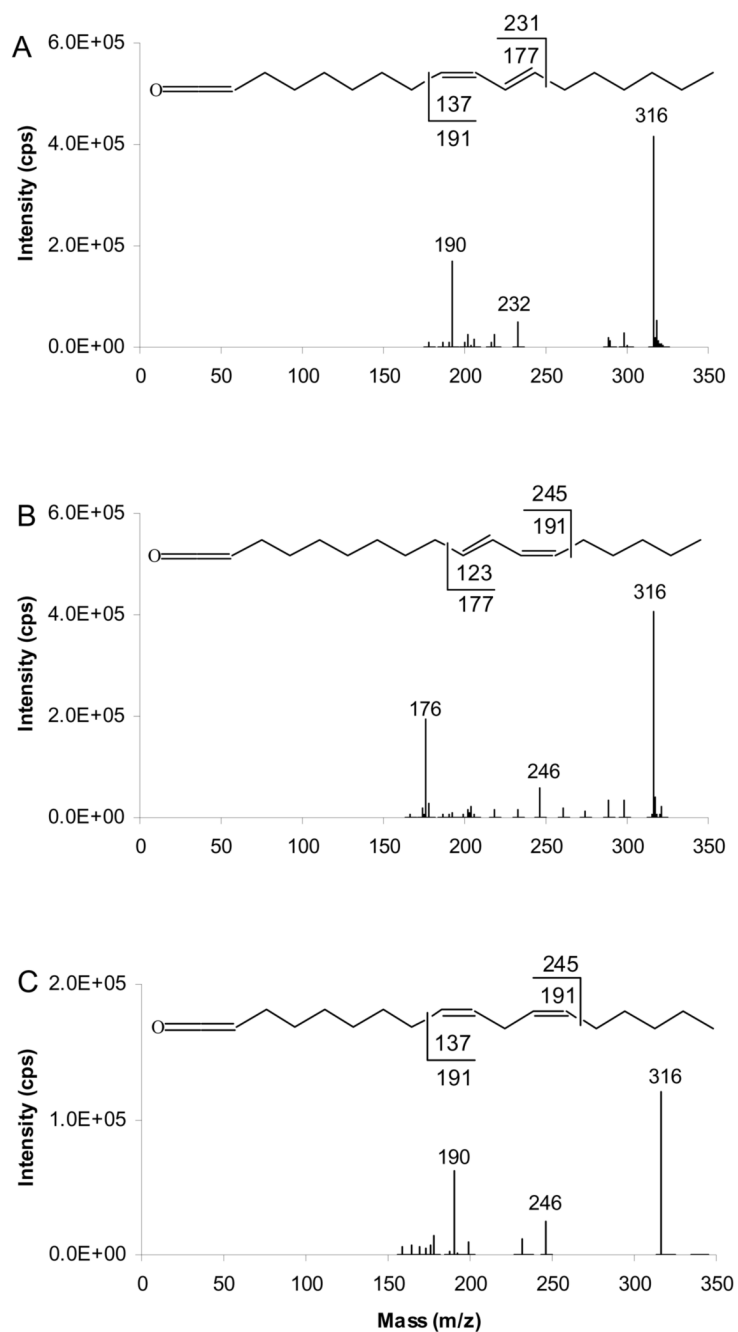 A
Intensity (cps)
6.0E+05
4.0E+05
2.0E+05
0.0E+00
O
231
177
137
191
316
190
232
0 50 100 150 200 250 300 350
B
Intensity (cps)
6.0E+05
4.0E+05
2.0E+05
0.0E+00
O
245
191
123
177
316
176
246
0 50 100 150 200 250 300 350
C
Intensity (cps)
2.0E+05
1.0E+05
0.0E+00
O
245
191
137
191
316
190
246
0 50 100 150 200 250 300 350
Mass (m/z)